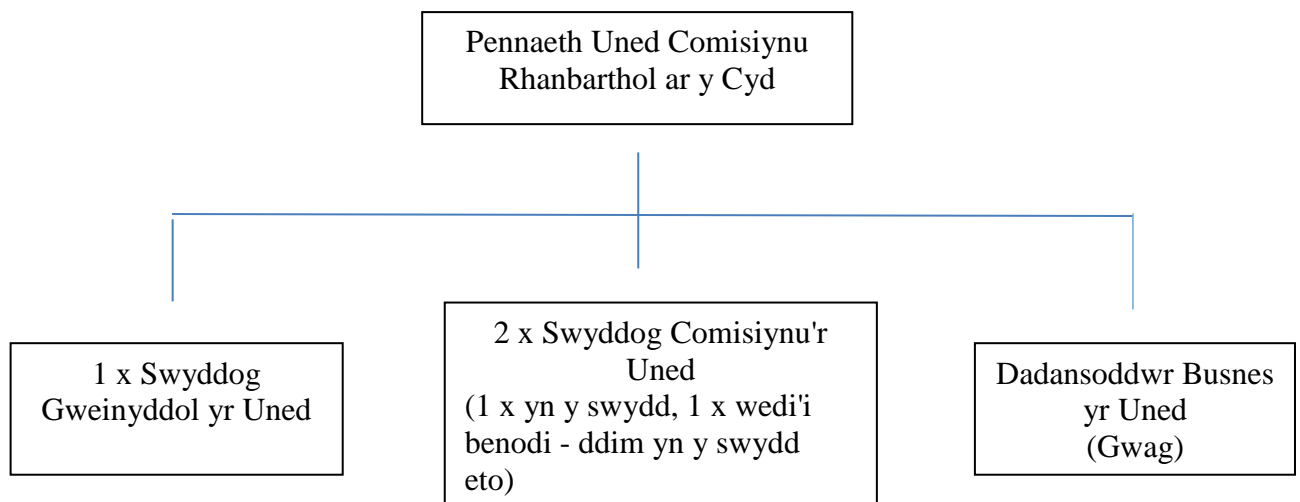 Pennaeth Uned Comisiynu
Rhanbarthol ar y Cyd
1 x Swyddog
Gweinyddol yr Uned
2 x Swyddog Comisiynu'r
Uned
(1 x yn y swydd, 1 x wedi'i
benodi - ddim yn y swydd
eto)
Dadansoddwr Busnes
yr Uned
(Gwag)